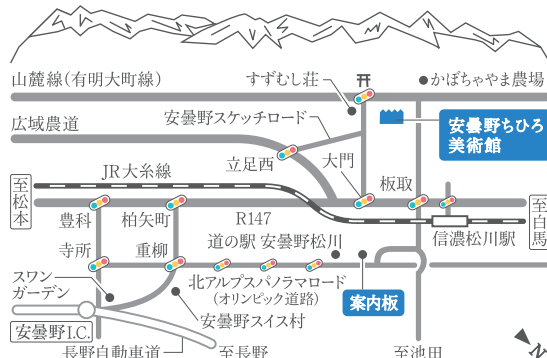 山麓線(有明大町線)
すずむし荘
かぼちゃやま農場
広域農道
安曇野スケッチロード
安曇野ちひろ
美術館
立足西
大門
板取
JR大糸線
至松本
豊科
柏矢町
R147
至白馬
信濃松川駅
道の駅 安曇野松川
寺所
重柳
北アルプスパノラマロード
(オリンピック道路)
案内板
スワン
ガーデン
安曇野スイス村
安曇野I.C.
長野自動車道
至長野
至池田
N